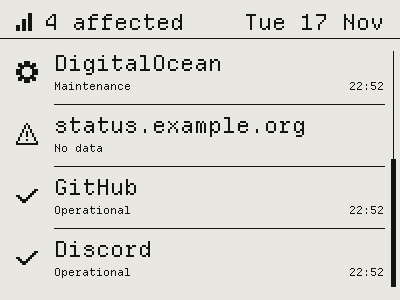 4 affected Tue 17 Nov
DigitalOcean
Maintenance 22:52
status.example.org
No data
GitHub
Operational 22:52
Discord
Operational 22:52